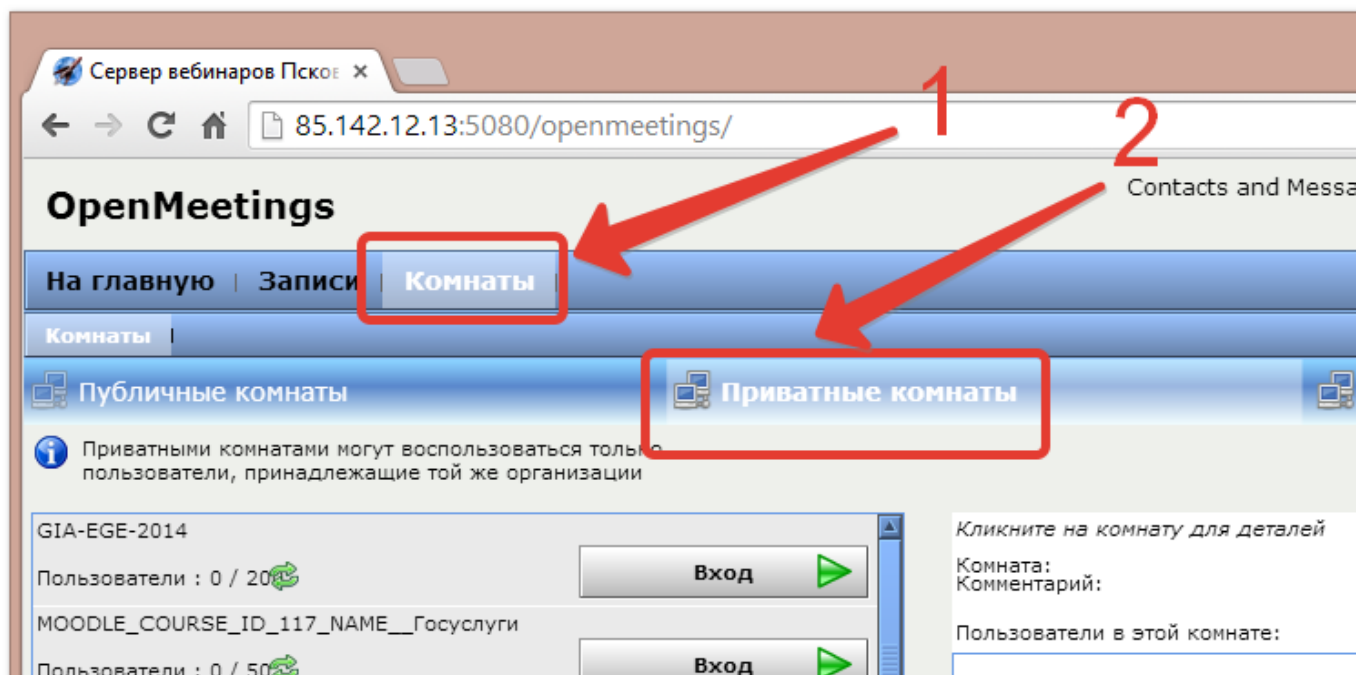 Сервер вебинаров Псков
1
85.142.12.13:5080/openmeetings/
2
Contacts and Messa
OpenMeetings
На главную Записи Комнаты
Комнаты
Публичные комнаты Приватные комнаты
Приватными комнатами могут воспользоваться только
пользователи, принадлежащие той же организации
GIA-EGE-2014
Пользователи : 0 / 20
Вход
MOODLE_COURSE_ID_117_NAME__Госуслуги
Пользователи : 0 / 50
Вход
Кликните на комнату для деталей
Комната:
Комментарий:
Пользователи в этой комнате: